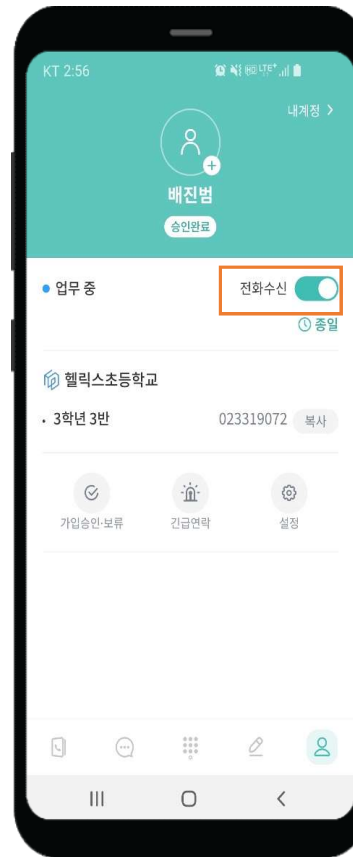 KT 2:56
LTE+
내계정 >
배진범
승인완료
• 업무 중
전화수신
종일
헬릭스초등학교
• 3학년 3반
023319072
복사
가입승인·보류
긴급연락
설정